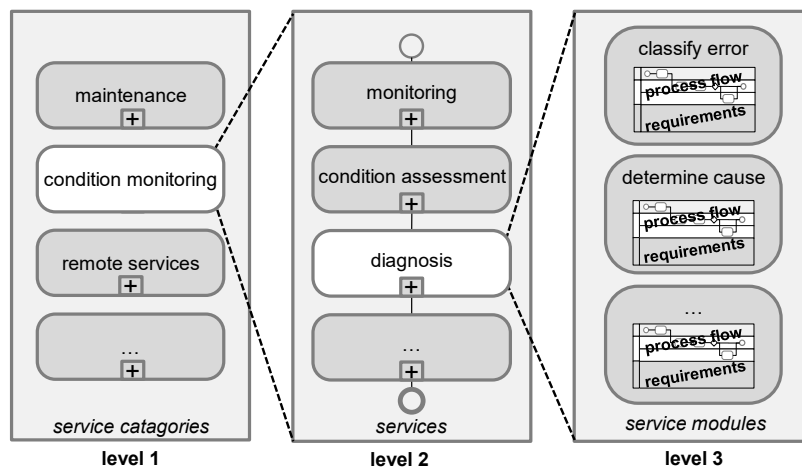 maintenance
+
condition monitoring
remote services
+
...
+
service catagories
level 1
monitoring
+
condition assessment
+
diagnosis
+
...
+
services
level 2
classify error
process flow
requirements
determine cause
process flow
requirements
...
process flow
requirements
service modules
level 3